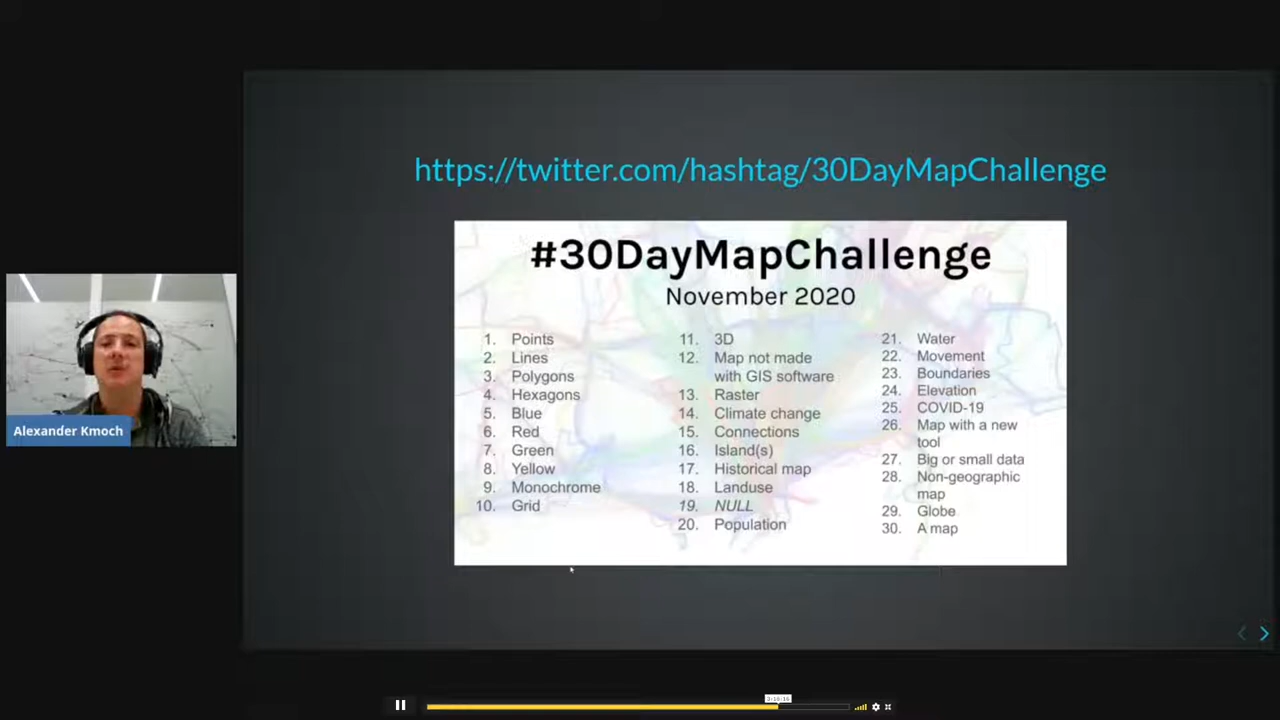 https://twitter.com/hashtag/30DayMapChallenge
#30DayMapChallenge
November 2020
1. Points
2. Lines
3. Polygons
4. Hexagons
5. Blue
6. Red
7. Green
8. Yellow
9. Monochrome
10. Grid
11. 3D
12. Map not made
with GIS software
13. Raster
14. Climate change
15. Connections
16. Island(s)
17. Historical map
18. Landuse
19. NULL
20. Population
21. Water
22. Movement
23. Boundaries
24. Elevation
25. COVID-19
26. Map with a new
tool
27. Big or small data
28. Non-geographic
map
29. Globe
30. A map
Alexander Kmoch